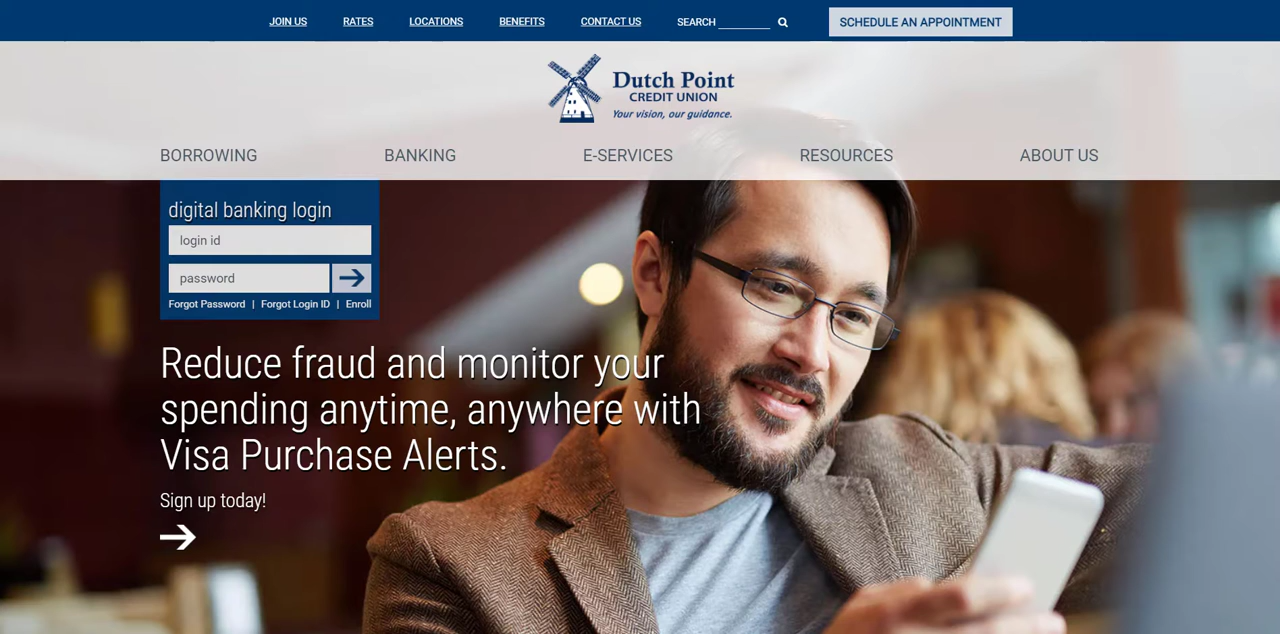 JOIN US RATES LOCATIONS BENEFITS CONTACT US SEARCH SCHEDULE AN APPOINTMENT
Dutch Point
CREDIT UNION
Your vision, our guidance.
BORROWING BANKING E-SERVICES RESOURCES ABOUT US
digital banking login
login id
password
Forgot Password | Forgot Login ID | Enroll
Reduce fraud and monitor your
spending anytime, anywhere with
Visa Purchase Alerts.
Sign up today!